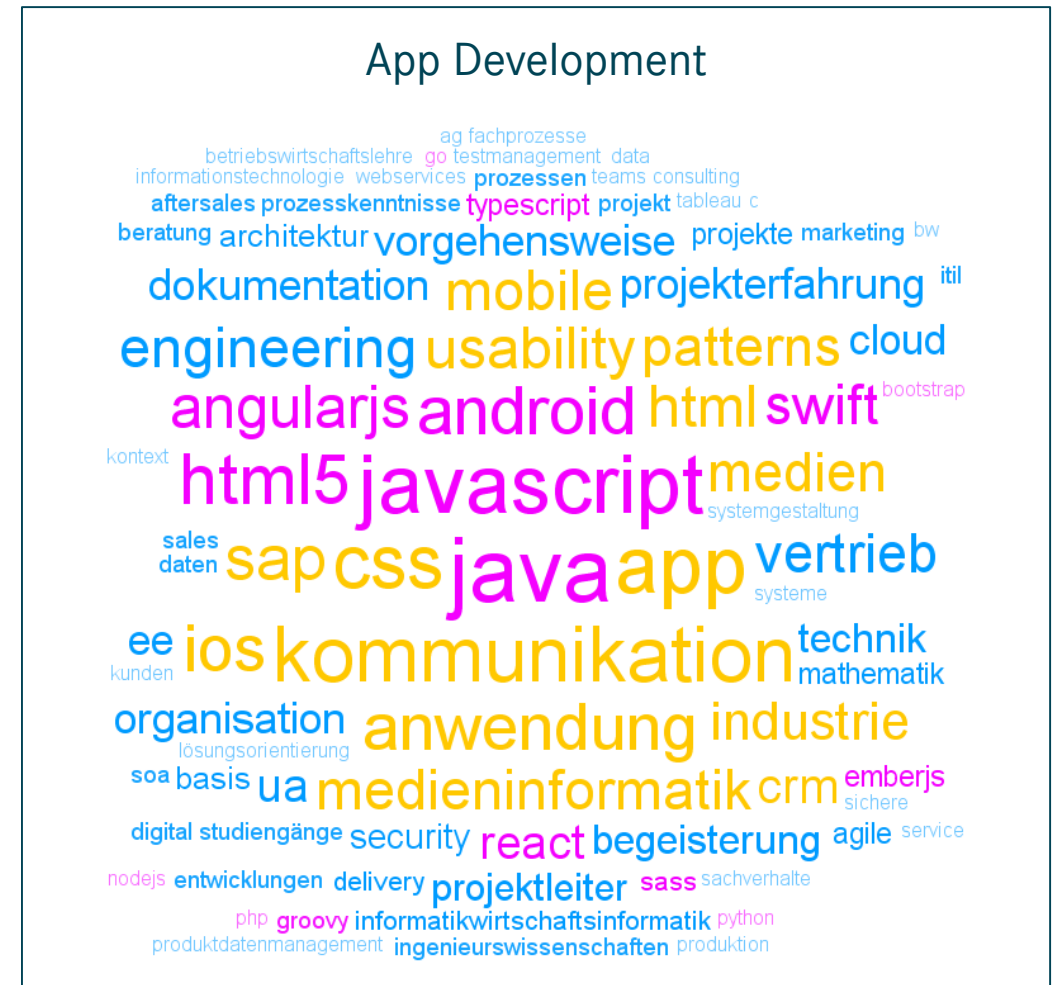 App Development
ag fachprozesse
betriebswirtschaftslehre go testmanagement data
informationstechnologie webservices prozessen teams consulting
aftersales prozesskenntnisse typescript projekt tableau c
beratung architektur vorgehensweise projekte marketing bw
dokumentation mobile projekterfahrung itil
engineering usability patterns cloud
angularjs android html swift bootstrap
kontext html5 javascript medien
systemgestaltung
sales
daten sap css java app vertrieb
systeme
ee ios kommunikation technik
kunden mathematik
organisation anwendung industrie
lösungsorientierung
soa basis ua medieninformatik crm emberjs
sichere
digital studiengänge security react begeisterung agile service
nodejs entwicklungen delivery projektleiter sass sachverhalte
php groovy informatikwirtschaftsinformatik python
produktdatenmanagement ingenieurswissenschaften produktion